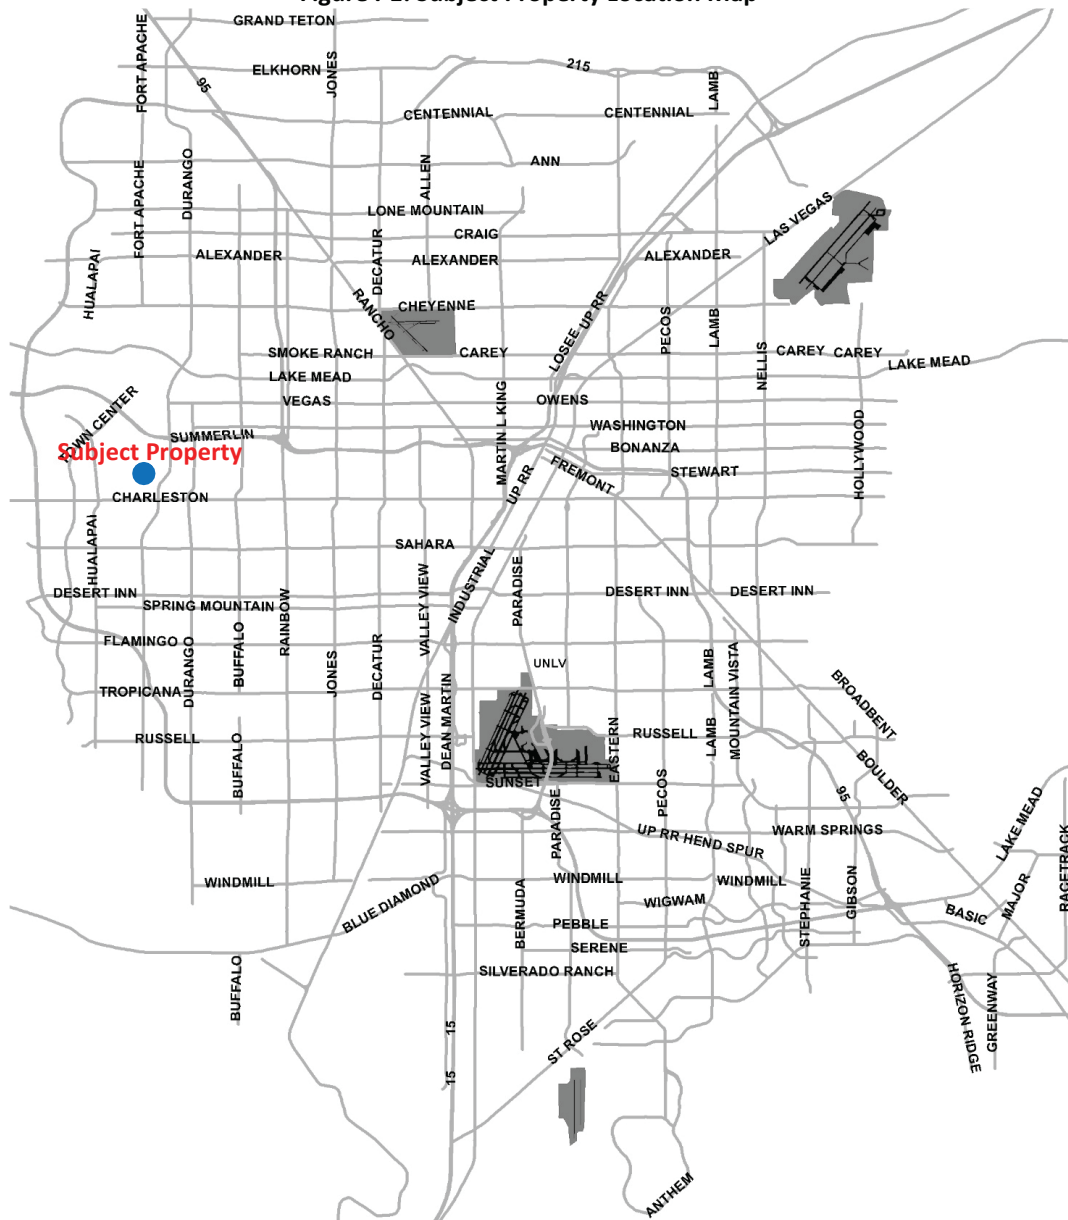 Figure I-1: Subject Property Location Map
GRAND TETON
FORT APACHE
JONES
95
ELKHORN
215
LAMB
CENTENNIAL
CENTENNIAL
ANN
ALLEN
DURANGO
FORT APACHE
LONE MOUNTAIN
LAS VEGAS
CRAIG
DECATUR
HUALAPAI
ALEXANDER
ALEXANDER
ALEXANDER
RANCHO
CHEYENNE
UP RR
LOSEE
PECOS
LAMB
NELLIS
SMOKE RANCH
CAREY
CAREY
CAREY
LAKE MEAD
LAKE MEAD
VEGAS
OWENS
MARTIN L KING
TOWN CENTER
SUMMERLIN
WASHINGTON
BONANZA
HOLLYWOOD
Subject Property
FREMONT
STEWART
UP RR
CHARLESTON
HUALAPAI
SAHARA
INDUSTRIAL
PARADISE
VALLEY VIEW
DESERT INN
DESERT INN
DESERT INN
SPRING MOUNTAIN
RAINBOW
FLAMINGO
BUFFALO
DURANGO
JONES
DECATUR
UNLV
LAMB
MOUNTAIN VISTA
TROPICANA
BROADBENT
VALLEY VIEW
DEAN MARTIN
RUSSELL
RUSSELL
EASTERN
LAMB
BUFFALO
SUNSET
PECOS
BOULDER
95
PARADISE
UP RR HEND SPUR
WARM SPRINGS
LAKE MEAD
RACETRACK
WINDMILL
WINDMILL
WINDMILL
BLUE DIAMOND
BERMUDA
WIGWAM
STEPHANIE
GIBSON
MAJOR
BASIC
PEBBLE
SERENE
SILVERADO RANCH
BUFFALO
HORIZON RIDGE
GREENWAY
15
ST ROSE
15
ANTHEM